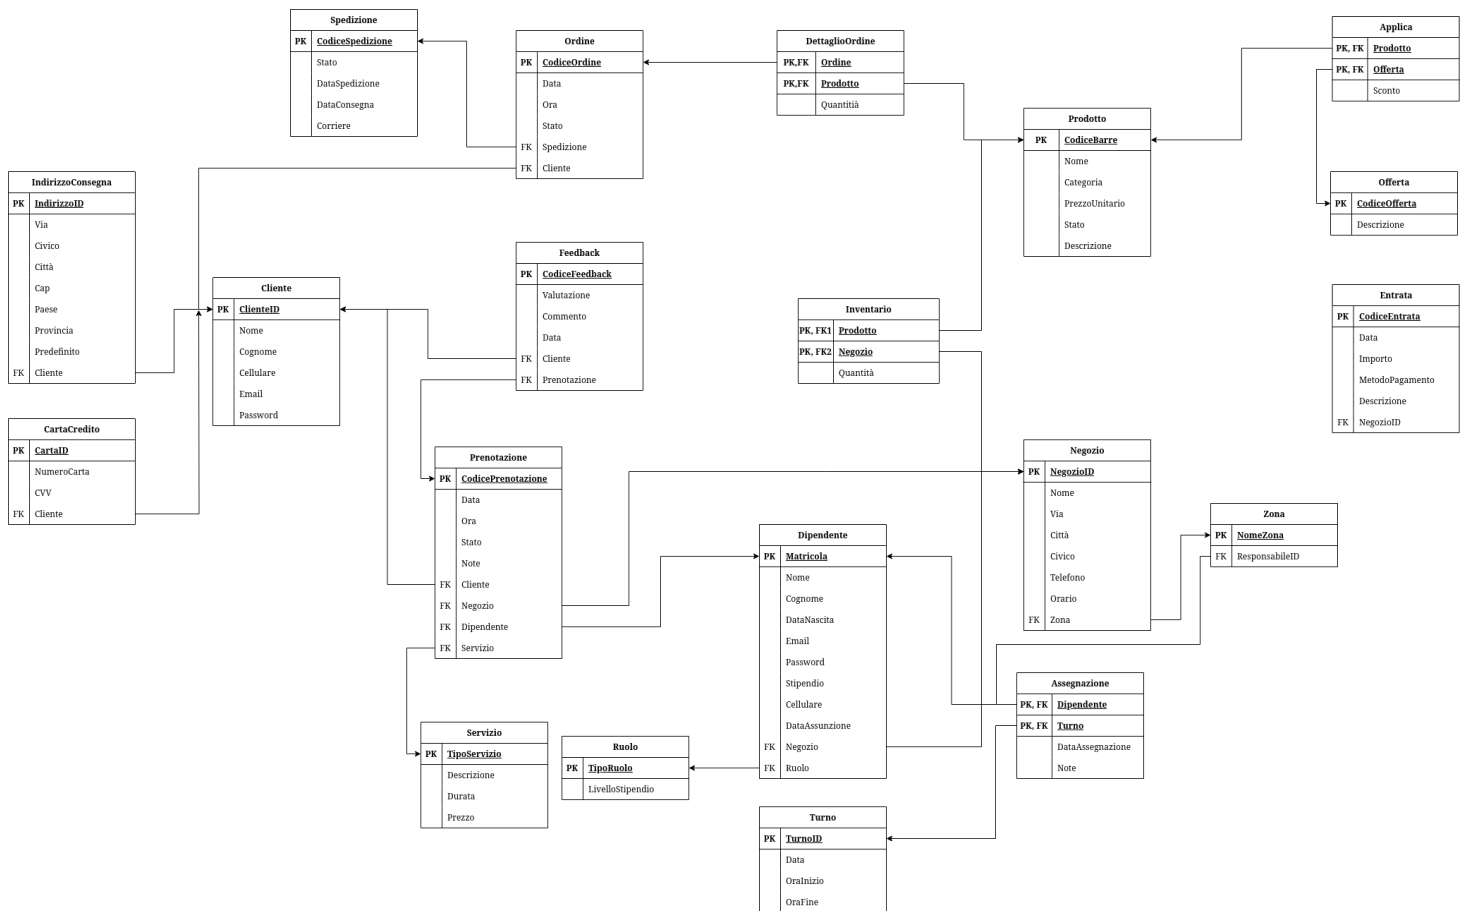 Spedizione
PK CodiceSpedizione
Stato
DataSpedizione
DataConsegna
Corriere
Ordine
PK CodiceOrdine
Data
Ora
Stato
FK Spedizione
FK Cliente
DettaglioOrdine
PK,FK Ordine
PK,FK Prodotto
Quantitià
Applica
PK, FK Prodotto
PK, FK Offerta
Sconto
Prodotto
PK CodiceBarre
Nome
Categoria
PrezzoUnitario
Stato
Descrizione
IndirizzoConsegna
PK IndirizzoID
Via
Civico
Città
Cap
Paese
Provincia
Predefinito
FK Cliente
Offerta
PK CodiceOfferta
Descrizione
Feedback
PK CodiceFeedback
Valutazione
Commento
Data
FK Cliente
FK Prenotazione
Cliente
PK ClienteID
Nome
Cognome
Cellulare
Email
Password
Entrata
PK CodiceEntrata
Data
Importo
MetodoPagamento
Descrizione
FK NegozioID
Inventario
PK, FK1 Prodotto
PK, FK2 Negozio
Quantità
CartaCredito
PK CartaID
NumeroCarta
CVV
FK Cliente
Prenotazione
PK CodicePrenotazione
Data
Ora
Stato
Note
FK Cliente
FK Negozio
FK Dipendente
FK Servizio
Negozio
PK NegozioID
Nome
Via
Città
Civico
Telefono
Orario
FK Zona
Zona
PK NomeZona
FK ResponsabileID
Dipendente
PK Matricola
Nome
Cognome
DataNascita
Email
Password
Stipendio
Cellulare
DataAssunzione
FK Negozio
FK Ruolo
Assegnazione
PK, FK Dipendente
PK, FK Turno
DataAssegnazione
Note
Servizio
PK TipoServizio
Descrizione
Durata
Prezzo
Ruolo
PK TipoRuolo
LivelloStipendio
Turno
PK TurnoID
Data
OraInizio
OraFine